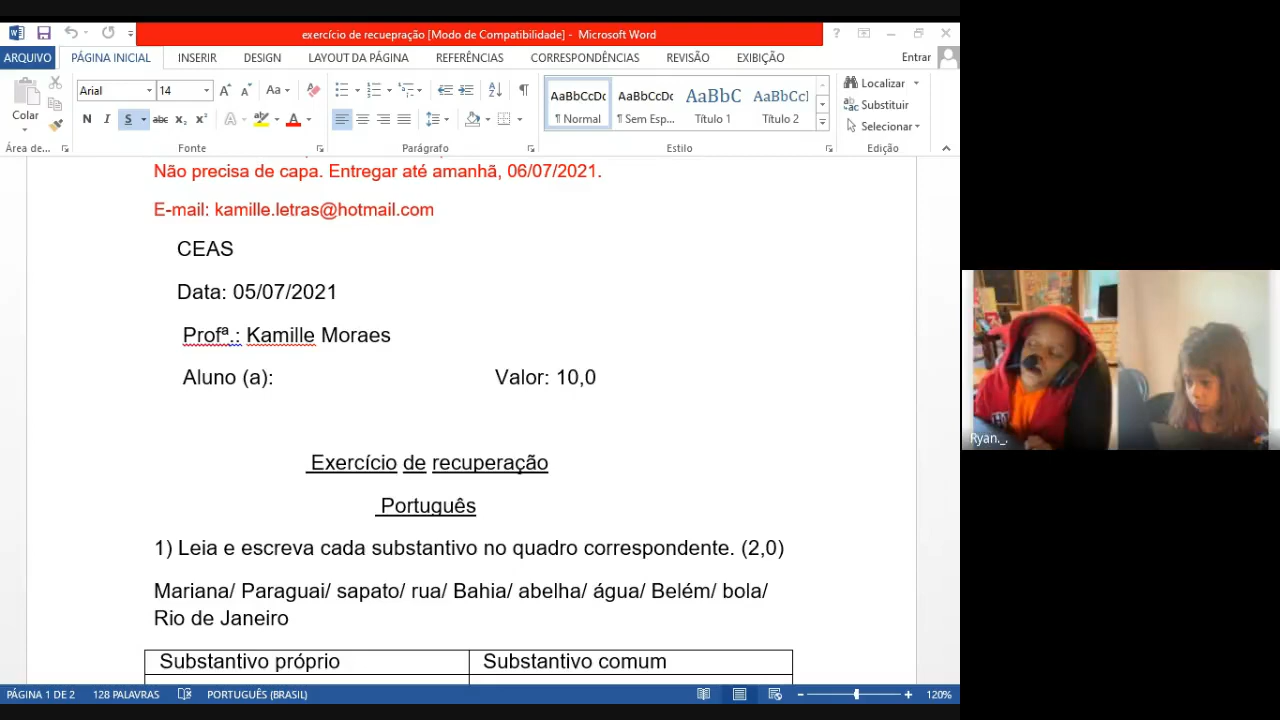 exercício de recuepração [Modo de Compatibilidade] - Microsoft Word
?
ARQUIVO PÁGINA INICIAL INSERIR DESIGN LAYOUT DA PÁGINA REFERÊNCIAS CORRESPONDÊNCIAS REVISÃO EXIBIÇÃO Entrar
Colar
Área de...
Arial 14
N I S abc x₂ x²
Fonte
Parágrafo
AaBbCcDc AaBbCcDc AaBbC AaBbCcI
¶ Normal ¶ Sem Esp... Título 1 Título 2
Estilo
Localizar
Substituir
Selecionar
Edição
Não precisa de capa. Entregar até amanhã, 06/07/2021.
E-mail: kamille.letras@hotmail.com
CEAS
Data: 05/07/2021
Profª.: Kamille Moraes
Aluno (a): Valor: 10,0
Exercício de recuperação
Português
1) Leia e escreva cada substantivo no quadro correspondente. (2,0)
Mariana/ Paraguai/ sapato/ rua/ Bahia/ abelha/ água/ Belém/ bola/
Rio de Janeiro
Substantivo próprio Substantivo comum
PÁGINA 1 DE 2 128 PALAVRAS PORTUGUÊS (BRASIL) 120%
Ryan._.